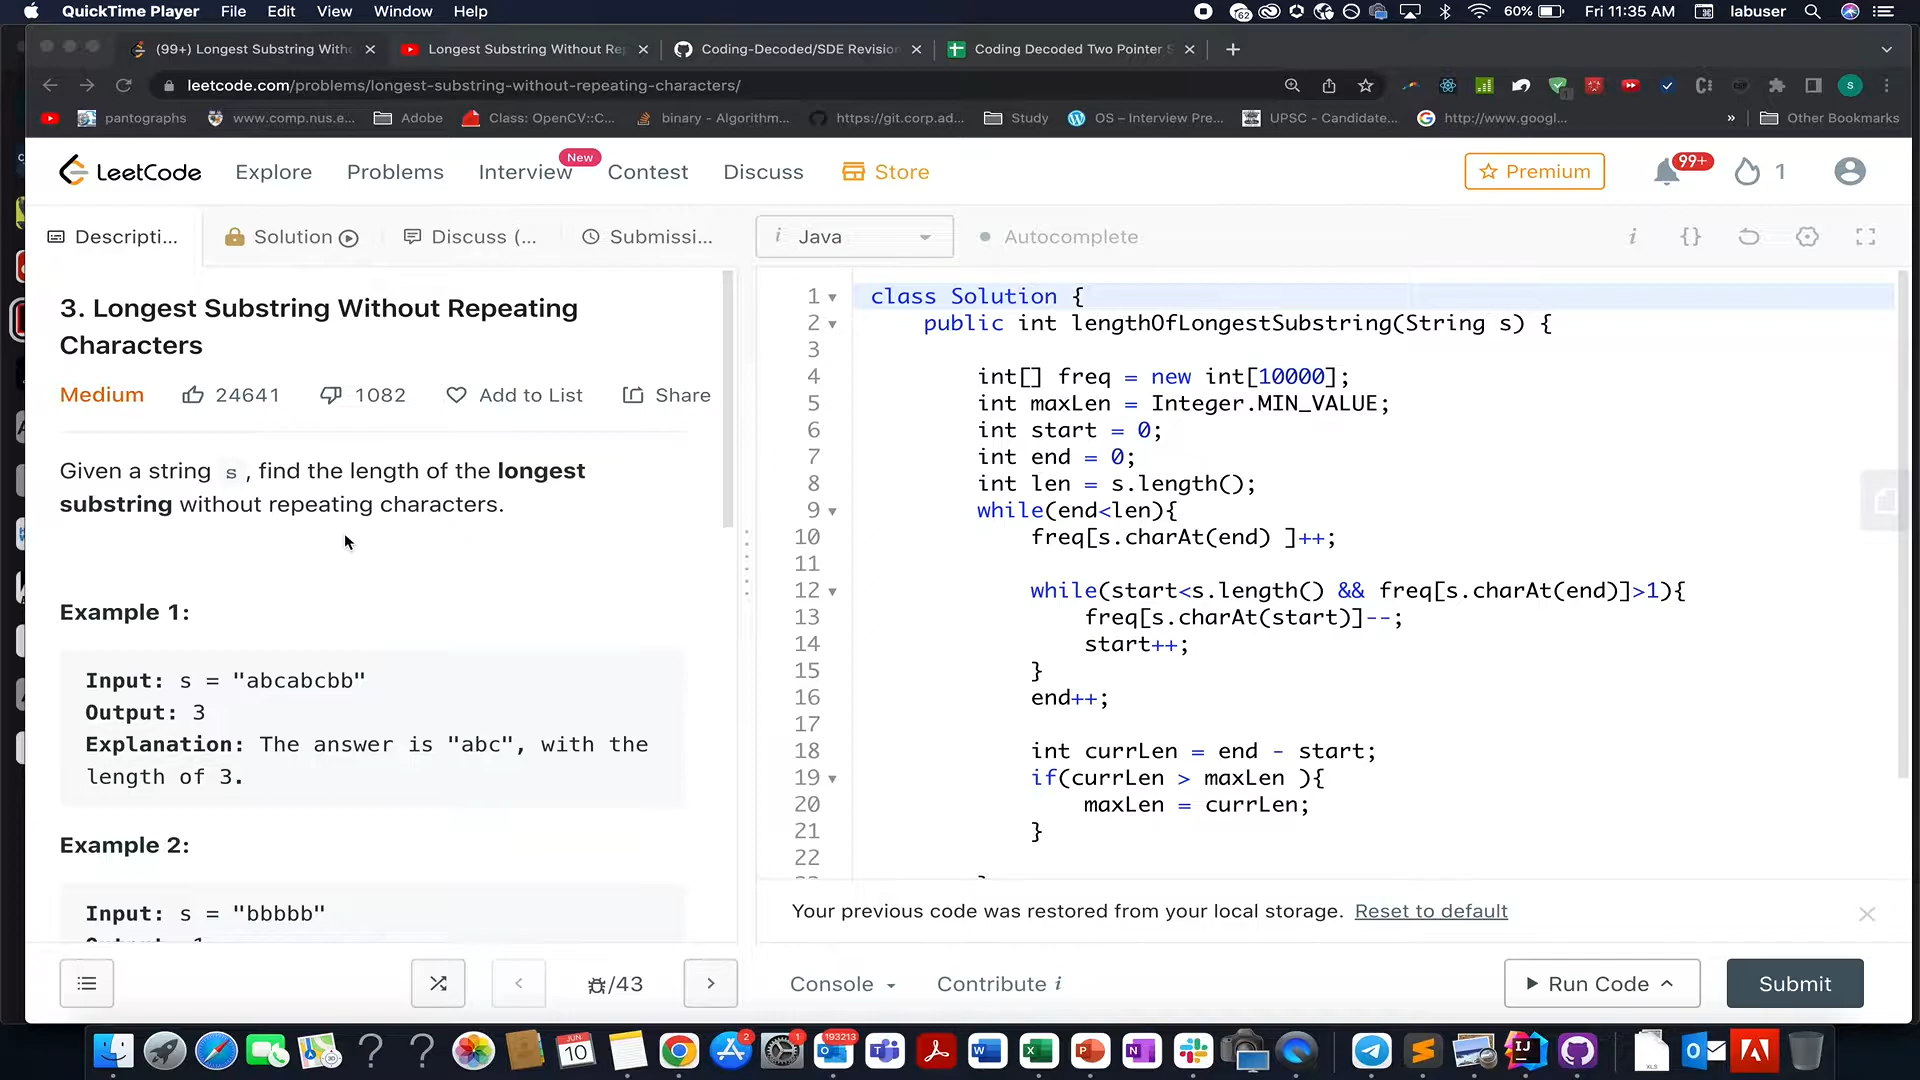 QuickTime Player File Edit View Window Help 62 60% Fri 11:35 AM labuser
(99+) Longest Substring With Longest Substring Without Re Coding-Decoded/SDE Revision Coding Decoded Two Pointer S
leetcode.com/problems/longest-substring-without-repeating-characters/
pantographs www.comp.nus.e... Adobe Class: OpenCV::C... binary - Algorithm... https://git.corp.ad... Study OS – Interview Pre... UPSC - Candidate... http://www.googl... » Other Bookmarks
LeetCode Explore Problems Interview New Contest Discuss Store Premium 99+ 1
Descripti... Solution Discuss (... Submissi...
i Java Autocomplete i {}
3. Longest Substring Without Repeating
Characters
Medium 24641 1082 Add to List Share
Given a string s , find the length of the longest
substring without repeating characters.
Example 1:
Input: s = "abcabcbb"
Output: 3
Explanation: The answer is "abc", with the
length of 3.
Example 2:
Input: s = "bbbbb"
1 class Solution {
2 public int lengthOfLongestSubstring(String s) {
3
4 int[] freq = new int[10000];
5 int maxLen = Integer.MIN_VALUE;
6 int start = 0;
7 int end = 0;
8 int len = s.length();
9 while(end<len){
10 freq[s.charAt(end) ]++;
11
12 while(start<s.length() && freq[s.charAt(end)]>1){
13 freq[s.charAt(start)]--;
14 start++;
15 }
16 end++;
17
18 int currLen = end - start;
19 if(currLen > maxLen ){
20 maxLen = currLen;
21 }
22
Your previous code was restored from your local storage. Reset to default
/43 Console Contribute i Run Code Submit
JUN 10 2 1 193213